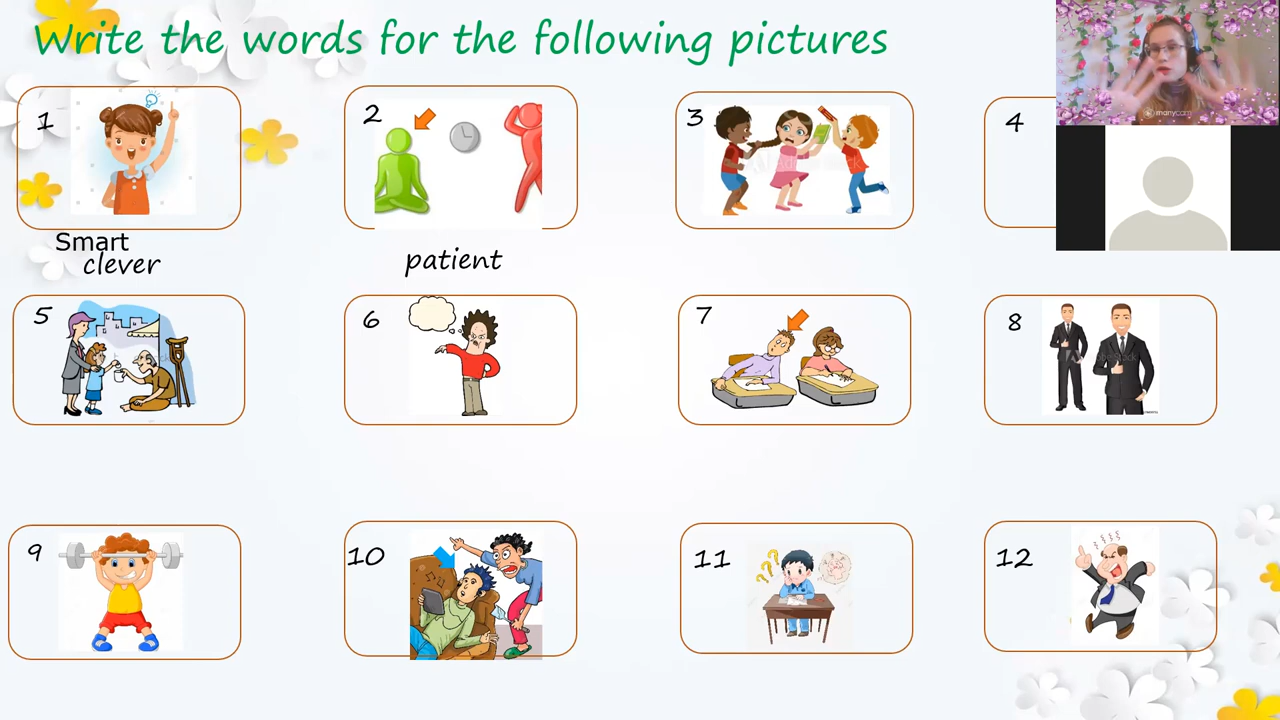 Write the words for the following pictures
1
2
3
4
manycam
Smart
clever
patient
5
6
7
8
9
10
11
12